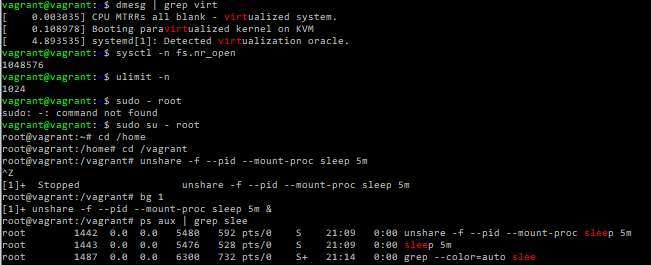 vagrant@vagrant:~$ dmesg | grep virt
[    0.003035] CPU MTRRs all blank - virtualized system.
[    0.108978] Booting paravirtualized kernel on KVM
[    4.893535] systemd[1]: Detected virtualization oracle.
vagrant@vagrant:~$ sysctl -n fs.nr_open
1048576
vagrant@vagrant:~$ ulimit -n
1024
vagrant@vagrant:~$ sudo - root
sudo: -: command not found
vagrant@vagrant:~$ sudo su - root
root@vagrant:~# cd /home
root@vagrant:/home# cd /vagrant
root@vagrant:/vagrant# unshare -f --pid --mount-proc sleep 5m
^Z
[1]+  Stopped                 unshare -f --pid --mount-proc sleep 5m
root@vagrant:/vagrant# bg 1
[1]+ unshare -f --pid --mount-proc sleep 5m &
root@vagrant:/vagrant# ps aux | grep slee
root        1442  0.0  0.0   5480   592 pts/0    S    21:09   0:00 unshare -f --pid --mount-proc sleep 5m
root        1443  0.0  0.0   5476   528 pts/0    S    21:09   0:00 sleep 5m
root        1487  0.0  0.0   6300   732 pts/0    S+   21:14   0:00 grep --color=auto slee